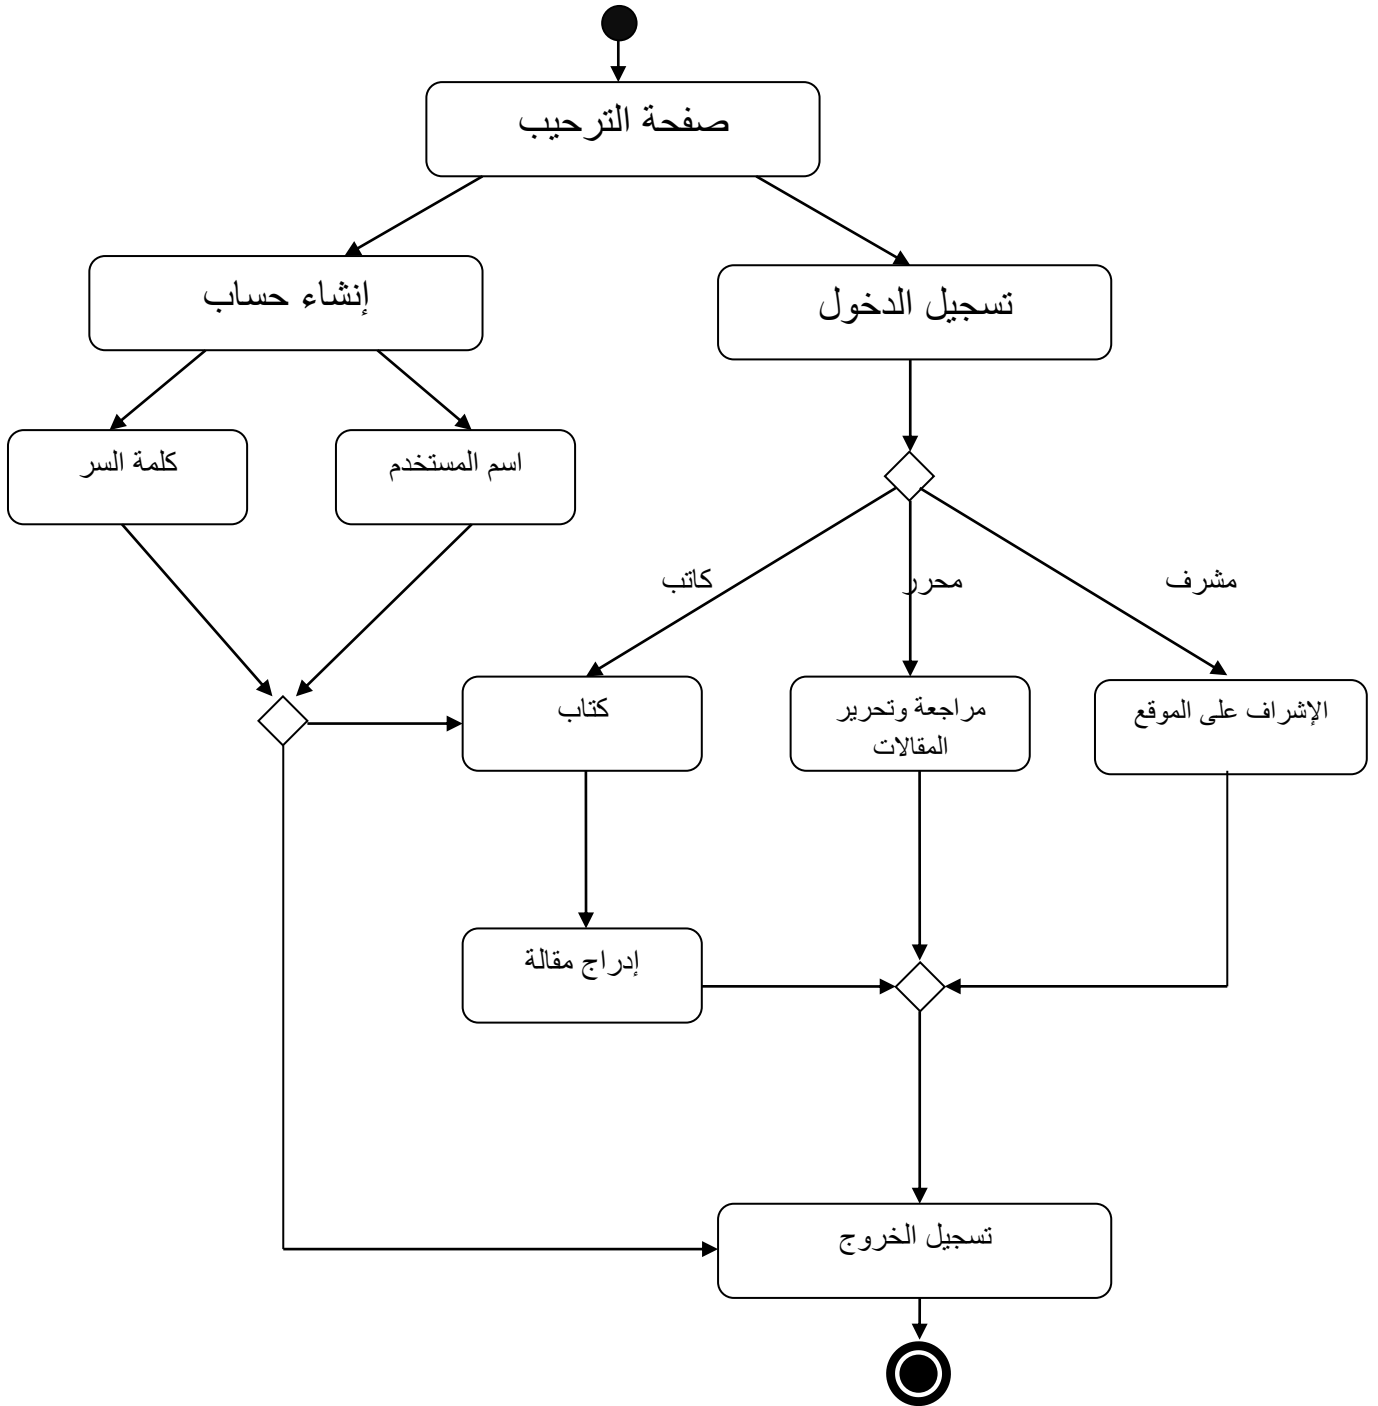 صفحة الترحيب
إنشاء حساب
تسجيل الدخول
كلمة السر
اسم المستخدم
كاتب
محرر
مشرف
كتاب
مراجعة وتحرير
المقالات
الإشراف على الموقع
إدراج مقالة
تسجيل الخروج